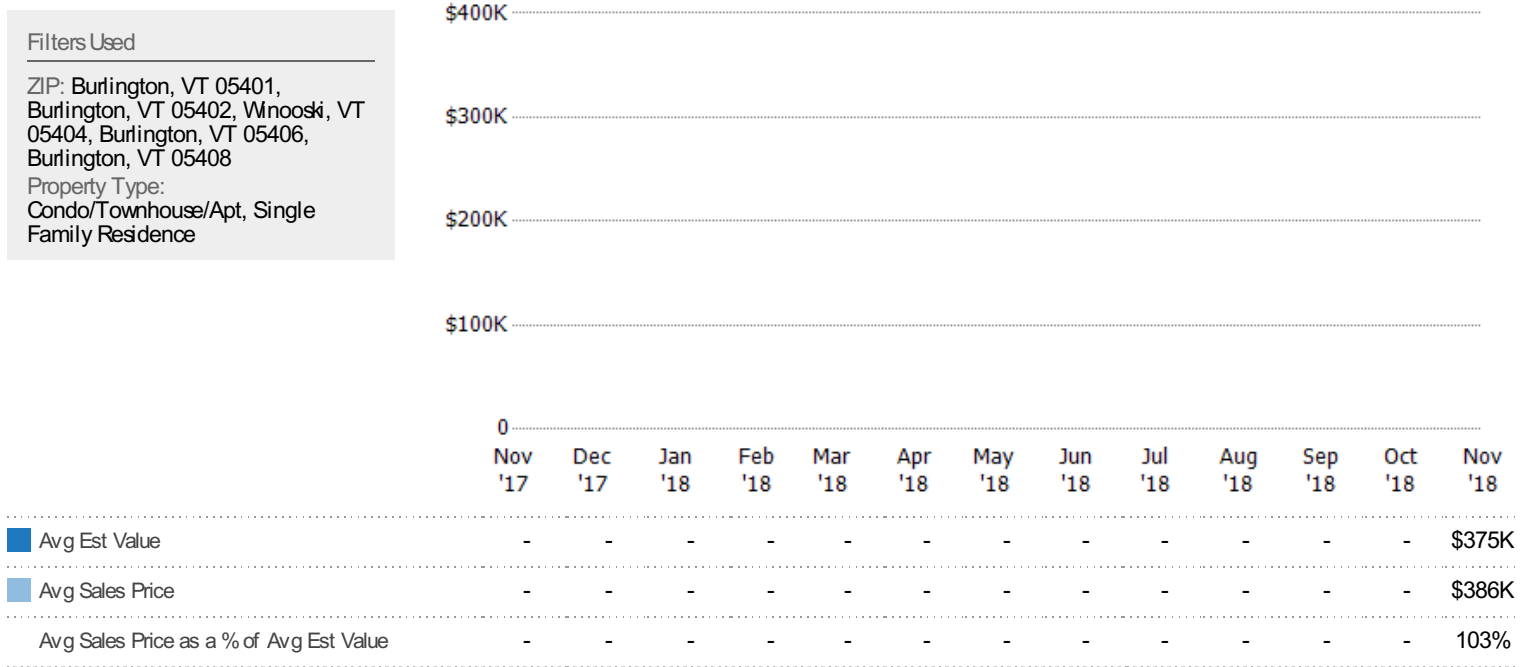 Filters Used
ZIP: Burlington, VT 05401,
Burlington, VT 05402, Winooski, VT
05404, Burlington, VT 05406,
Burlington, VT 05408
Property Type:
Condo/Townhouse/Apt, Single
Family Residence
$400K
$300K
$200K
$100K
0
Nov '17 Dec '17 Jan '18 Feb '18 Mar '18 Apr '18 May '18 Jun '18 Jul '18 Aug '18 Sep '18 Oct '18 Nov '18
Avg Est Value - - - - - - - - - - - - $375K
Avg Sales Price - - - - - - - - - - - - $386K
Avg Sales Price as a % of Avg Est Value - - - - - - - - - - - - 103%